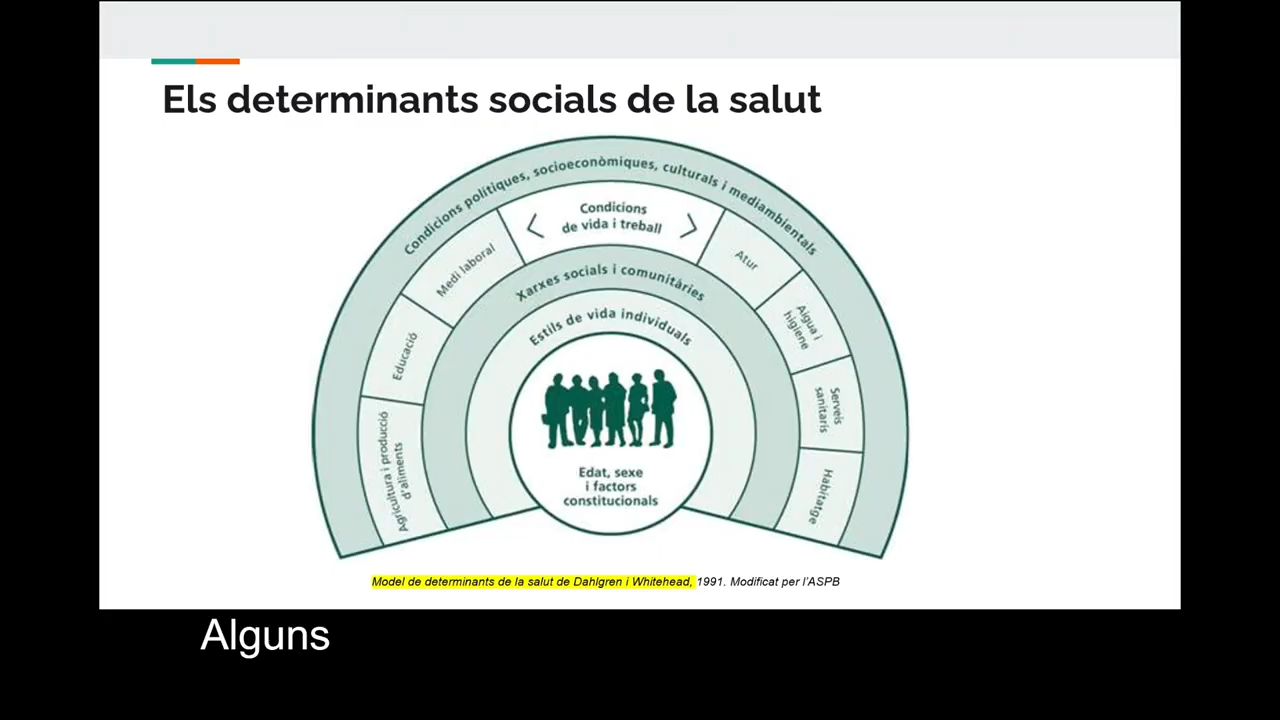 Els determinants socials de la salut
Condicions polítiques, socioeconòmiques, culturals i mediambientals
Condicions
de vida i treball
Medi laboral
Atur
Educació
Aigua i
higiene
Agricultura i producció
d'aliments
Serveis
sanitaris
Habitatge
Xarxes socials i comunitàries
Estils de vida individuals
Edat, sexe
i factors
constitucionals
Model de determinants de la salut de Dahlgren i Whitehead, 1991. Modificat per l'ASPB
Alguns